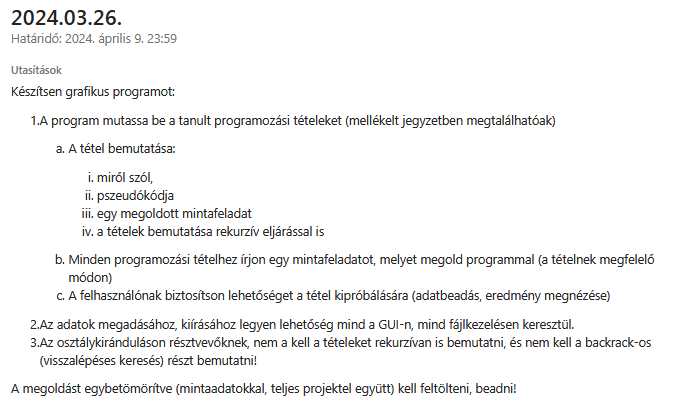 2024.03.26.
Határidő: 2024. április 9. 23:59
Utasítások
Készítsen grafikus programot:
1.A program mutassa be a tanult programozási tételeket (mellékelt jegyzetben megtalálhatóak)
a. A tétel bemutatása:
i. miről szól,
ii. pszeudókódja
iii. egy megoldott mintafeladat
iv. a tételek bemutatása rekurzív eljárással is
b. Minden programozási tételhez írjon egy mintafeladatot, melyet megold programmal (a tételnek megfelelő
módon)
c. A felhasználónak biztosítson lehetőséget a tétel kipróbálására (adatbeadás, eredmény megnézése)
2.Az adatok megadásához, kiírásához legyen lehetőség mind a GUI-n, mind fájlkezelésen keresztül.
3.Az osztálykiránduláson résztvevőknek, nem a kell a tételeket rekurzívan is bemutatni, és nem kell a backrack-os
(visszalépéses keresés) részt bemutatni!
A megoldást egybetömörítve (mintaadatokkal, teljes projektel együtt) kell feltölteni, beadni!